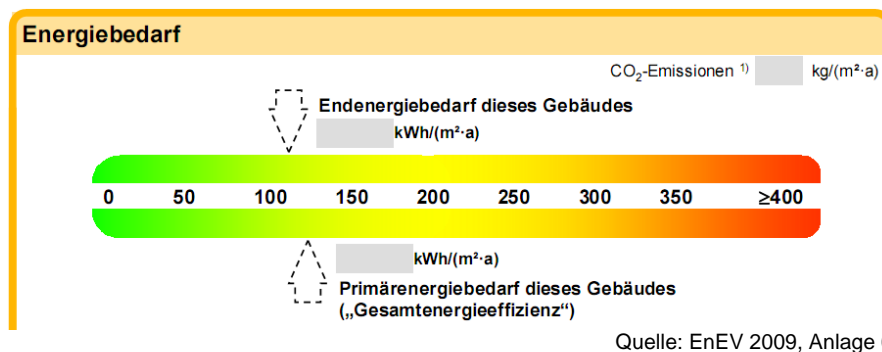 Energiebedarf
CO₂-Emissionen ¹⁾ kg/(m²·a)
Endenergiebedarf dieses Gebäudes
kWh/(m²·a)
0 50 100 150 200 250 300 350 ≥400
kWh/(m²·a)
Primärenergiebedarf dieses Gebäudes
(„Gesamtenergieeffizienz“)
Quelle: EnEV 2009, Anlage